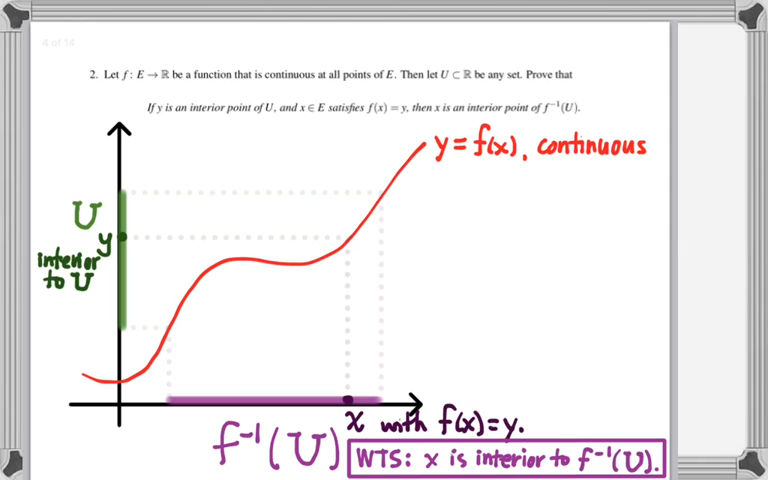 4 of 14
2. Let f : E → ℝ be a function that is continuous at all points of E. Then let U ⊂ ℝ be any set. Prove that
If y is an interior point of U, and x ∈ E satisfies f(x) = y, then x is an interior point of f⁻¹(U).
y = f(x), continuous
U
y
interior
to U
x with f(x)=y.
f⁻¹(U)
WTS: x is interior to f⁻¹(U).